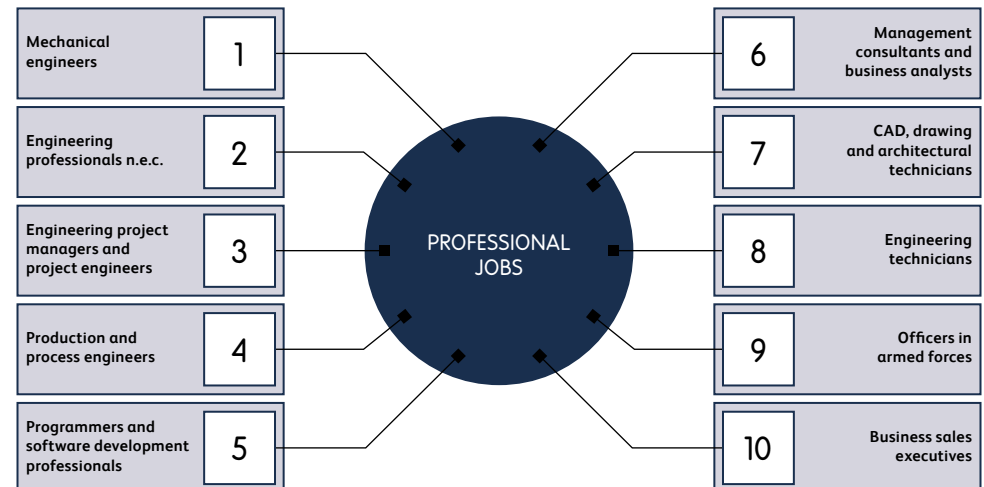 Mechanical
engineers
1
Engineering
professionals n.e.c.
2
Engineering project
managers and
project engineers
3
Production and
process engineers
4
Programmers and
software development
professionals
5
PROFESSIONAL
JOBS
6
Management
consultants and
business analysts
7
CAD, drawing
and architectural
technicians
8
Engineering
technicians
9
Officers in
armed forces
10
Business sales
executives